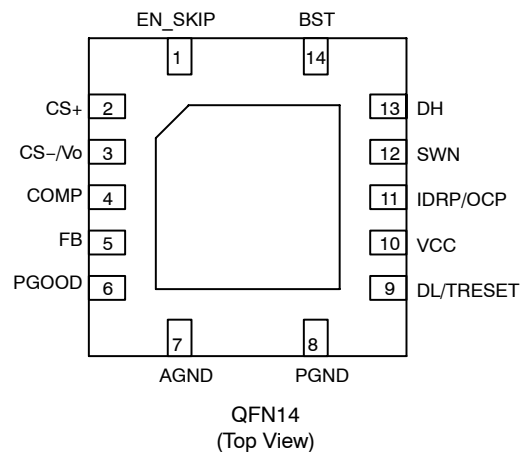 EN_SKIP BST
1 14
CS+ 2 13 DH
CS−/Vo 3 12 SWN
COMP 4 11 IDRP/OCP
FB 5 10 VCC
PGOOD 6 9 DL/TRESET
7 8
AGND PGND
QFN14
(Top View)